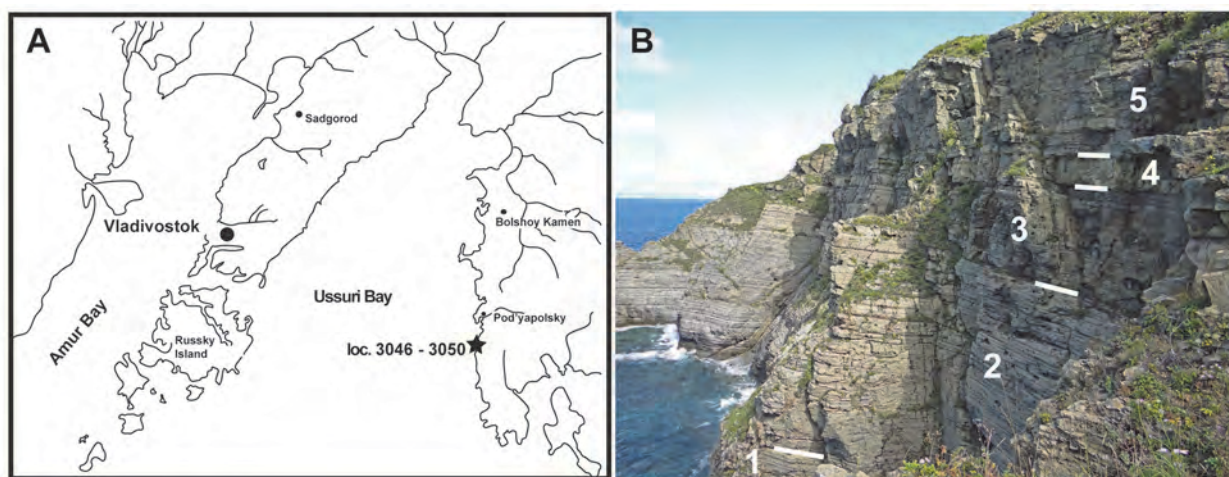 A
Sadgorod
Vladivostok
Bolshoy Kamen
Ussuri Bay
Pod'yapolsky
Amur Bay
Russky
Island
loc. 3046 - 3050
B
5
4
3
2
1